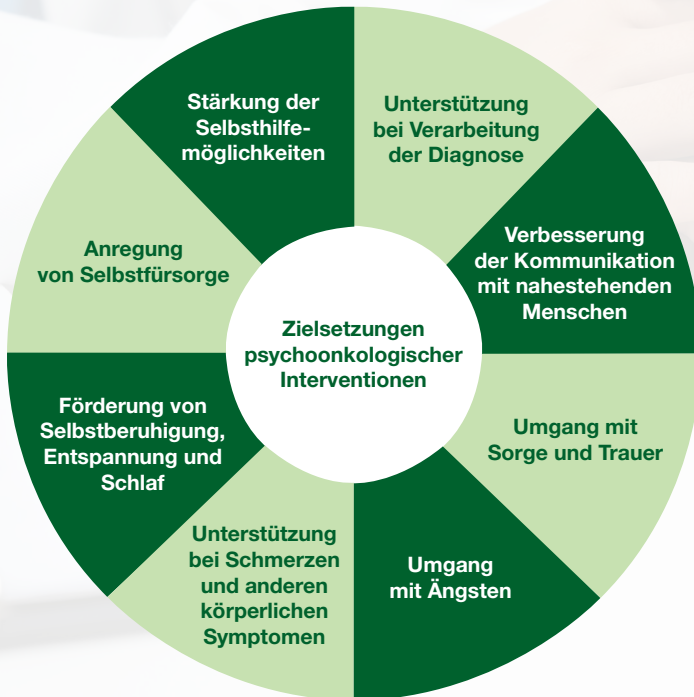 Stärkung der
Selbsthilfe-
möglichkeiten
Unterstützung
bei Verarbeitung
der Diagnose
Verbesserung
der Kommunikation
mit nahestehenden
Menschen
Umgang mit
Sorge und Trauer
Umgang
mit Ängsten
Unterstützung
bei Schmerzen
und anderen
körperlichen
Symptomen
Förderung von
Selbstberuhigung,
Entspannung und
Schlaf
Anregung
von Selbstfürsorge
Zielsetzungen
psychoonkologischer
Interventionen